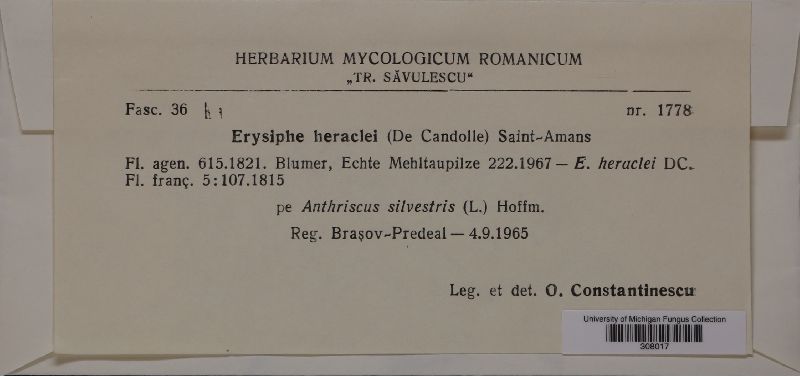 HERBARIUM MYCOLOGICUM ROMANICUM
„TR. SĂVULESCU“
Fasc. 36 nr. 1778
Erysiphe heraclei (De Candolle) Saint-Amans
Fl. agen. 615.1821. Blumer, Echte Mehltaupilze 222.1967 — E. heraclei DC.
Fl. franç. 5:107.1815
pe Anthriscus silvestris (L.) Hoffm.
Reg. Brașov-Predeal — 4.9.1965
Leg. et det. O. Constantinescu
University of Michigan Fungus Collection
308017